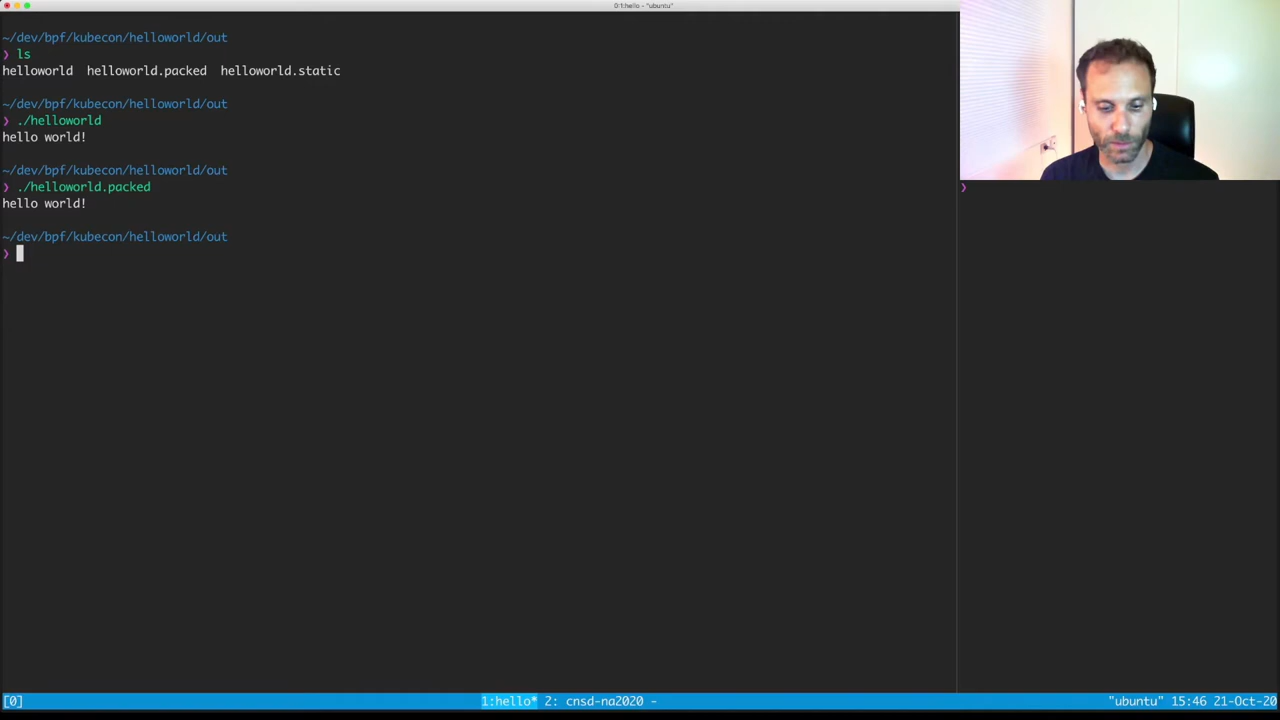 0:1:hello - "ubuntu"
~/dev/bpf/kubecon/helloworld/out
❯ ls
helloworld  helloworld.packed  helloworld.static
~/dev/bpf/kubecon/helloworld/out
❯ ./helloworld
hello world!
~/dev/bpf/kubecon/helloworld/out
❯ ./helloworld.packed
hello world!
~/dev/bpf/kubecon/helloworld/out
❯
❯
[0] 1:hello* 2: cnsd-na2020 - "ubuntu" 15:46 21-Oct-20